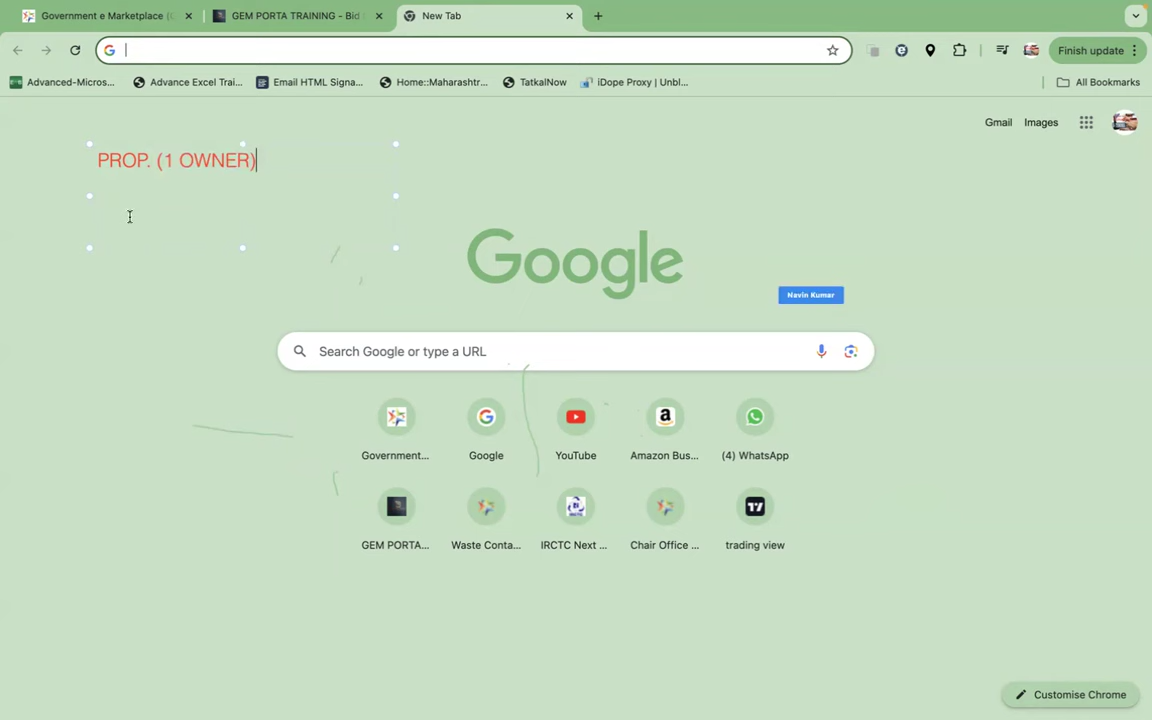 Government e Marketplace (
GEM PORTA TRAINING - Bid
New Tab
Finish update
Advanced-Micros...
Advance Excel Trai...
Email HTML Signa...
Home::Maharashtr...
TatkalNow
iDope Proxy | Unbl...
All Bookmarks
Gmail
Images
PROP. (1 OWNER)
Google
Navin Kumar
Search Google or type a URL
Government...
Google
YouTube
Amazon Bus...
(4) WhatsApp
GEM PORTA...
Waste Conta...
IRCTC Next ...
Chair Office ...
trading view
Customise Chrome